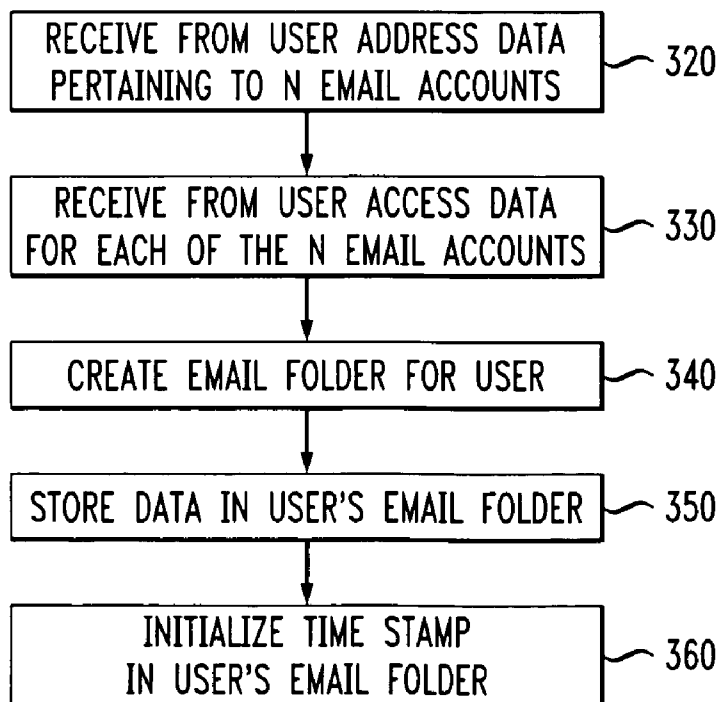 RECEIVE FROM USER ADDRESS DATA
PERTAINING TO N EMAIL ACCOUNTS
320
RECEIVE FROM USER ACCESS DATA
FOR EACH OF THE N EMAIL ACCOUNTS
330
CREATE EMAIL FOLDER FOR USER
340
STORE DATA IN USER'S EMAIL FOLDER
350
INITIALIZE TIME STAMP
IN USER'S EMAIL FOLDER
360